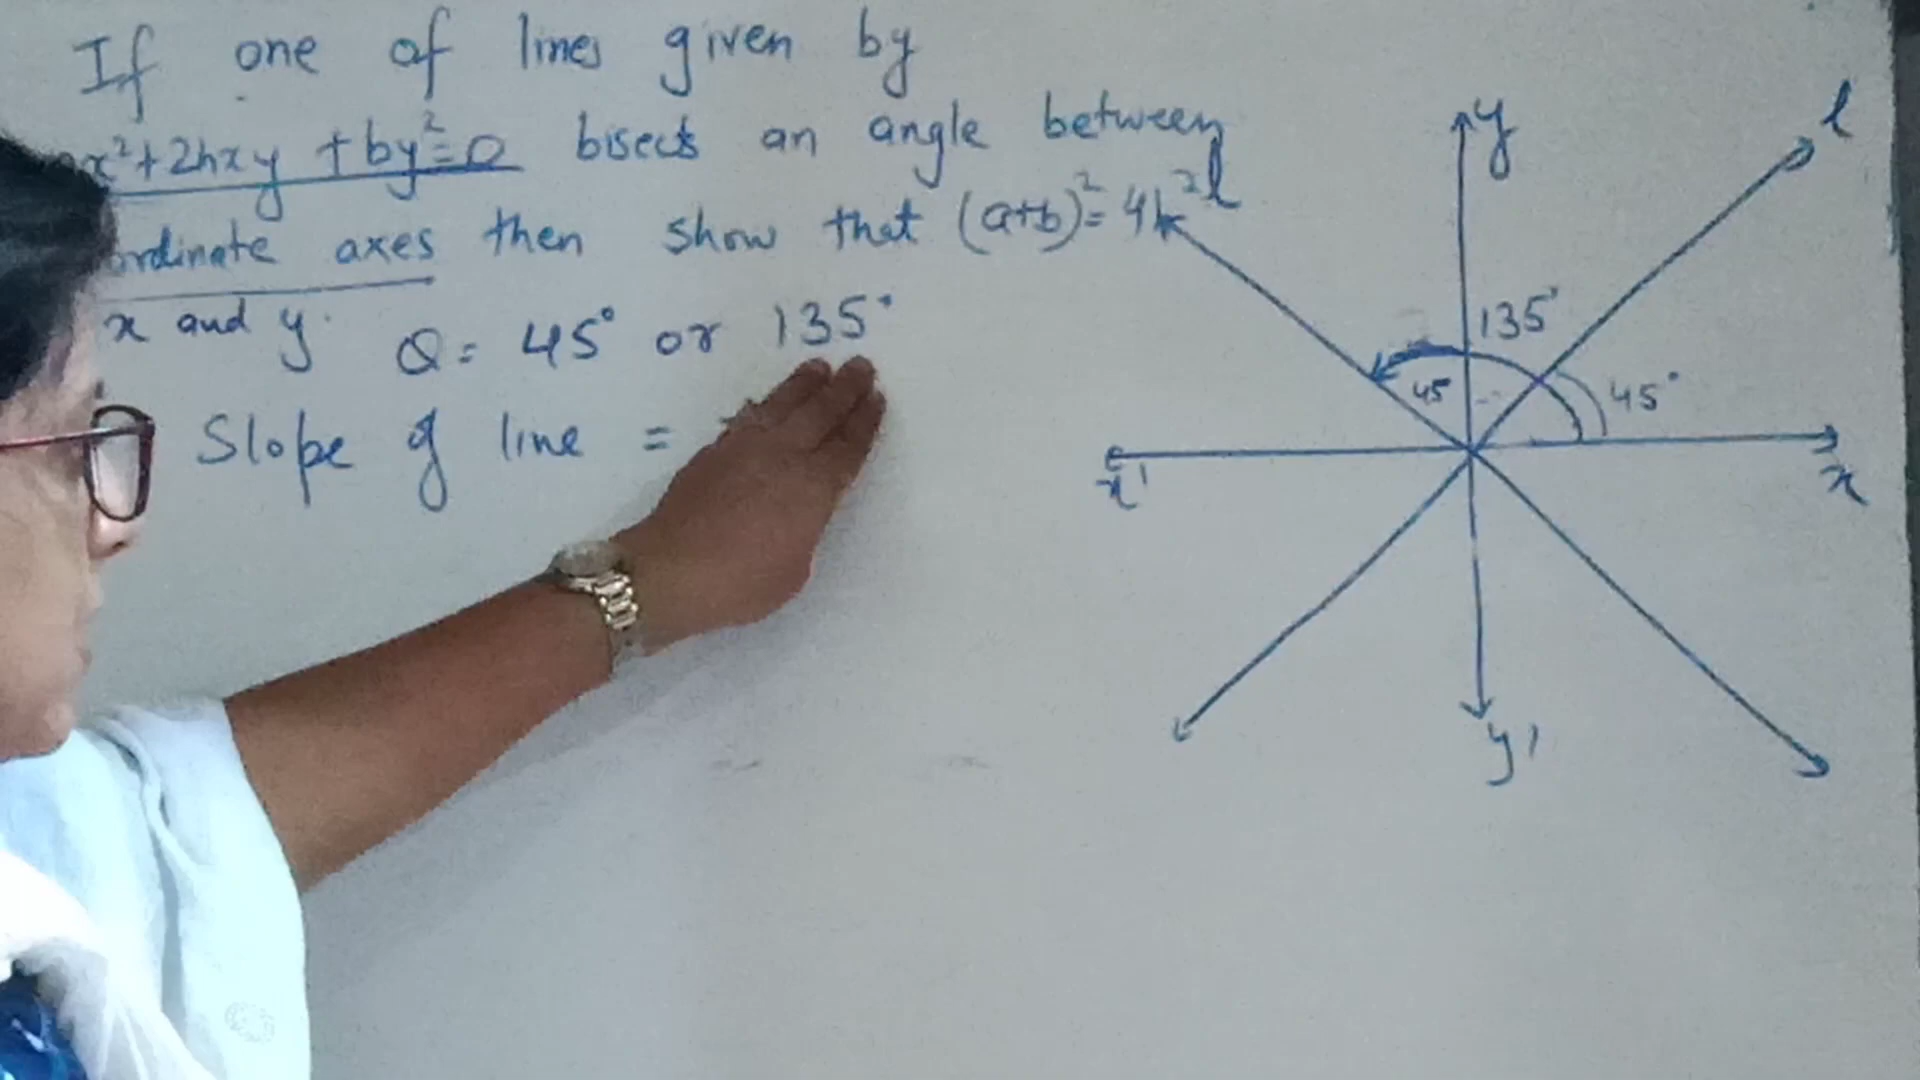 If one of lines given by
x²+2hxy +by²=0 bisects an angle between
ordinate axes then show that (a+b)²= 4h²
x and y. Q= 45° or 135°
Slope of line =
l
y
l
135°
45
45°
x'
x
y'